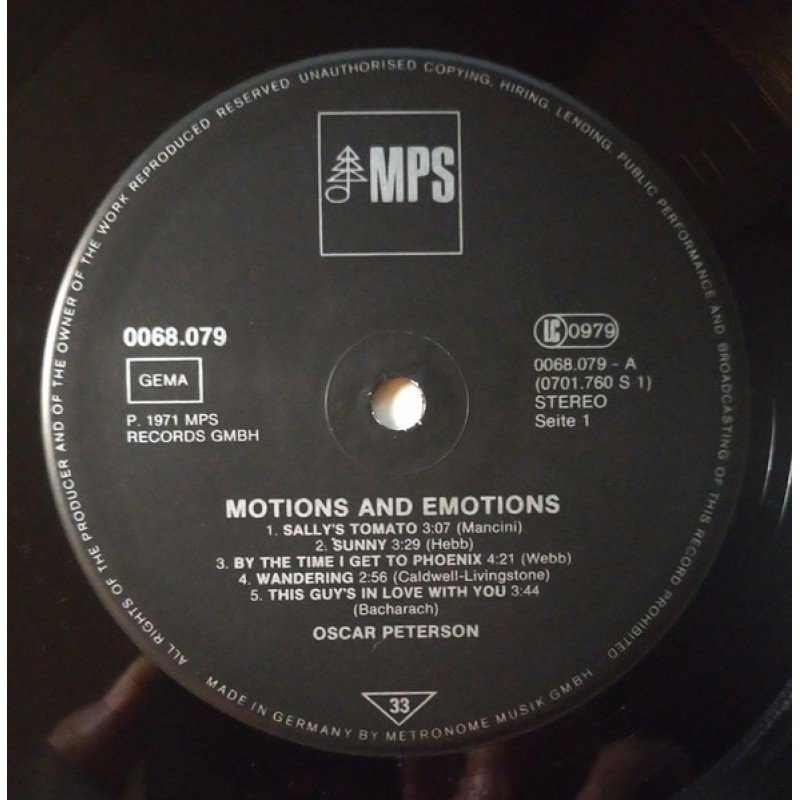 ALL RIGHTS OF THE PRODUCER AND OF THE OWNER OF THE WORK REPRODUCED RESERVED UNAUTHORISED COPYING, HIRING, LENDING, PUBLIC PERFORMANCE AND BROADCASTING OF THIS RECORD PROHIBITED
MPS
0068.079
GEMA
P. 1971 MPS
RECORDS GMBH
LC 0979
0068.079 - A
(0701.760 S 1)
STEREO
Seite 1
MOTIONS AND EMOTIONS
1. SALLY'S TOMATO 3:07 (Mancini)
2. SUNNY 3:29 (Hebb)
3. BY THE TIME I GET TO PHOENIX 4:21 (Webb)
4. WANDERING 2:56 (Caldwell-Livingstone)
5. THIS GUY'S IN LOVE WITH YOU 3:44
(Bacharach)
OSCAR PETERSON
33
MADE IN GERMANY BY METRONOME MUSIK GMBH